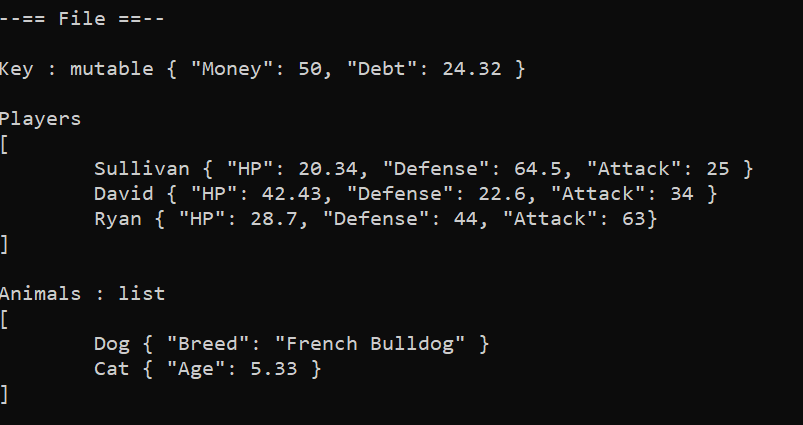 --== File ==--
Key : mutable { "Money": 50, "Debt": 24.32 }
Players
[
Sullivan { "HP": 20.34, "Defense": 64.5, "Attack": 25 }
David { "HP": 42.43, "Defense": 22.6, "Attack": 34 }
Ryan { "HP": 28.7, "Defense": 44, "Attack": 63}
]
Animals : list
[
Dog { "Breed": "French Bulldog" }
Cat { "Age": 5.33 }
]